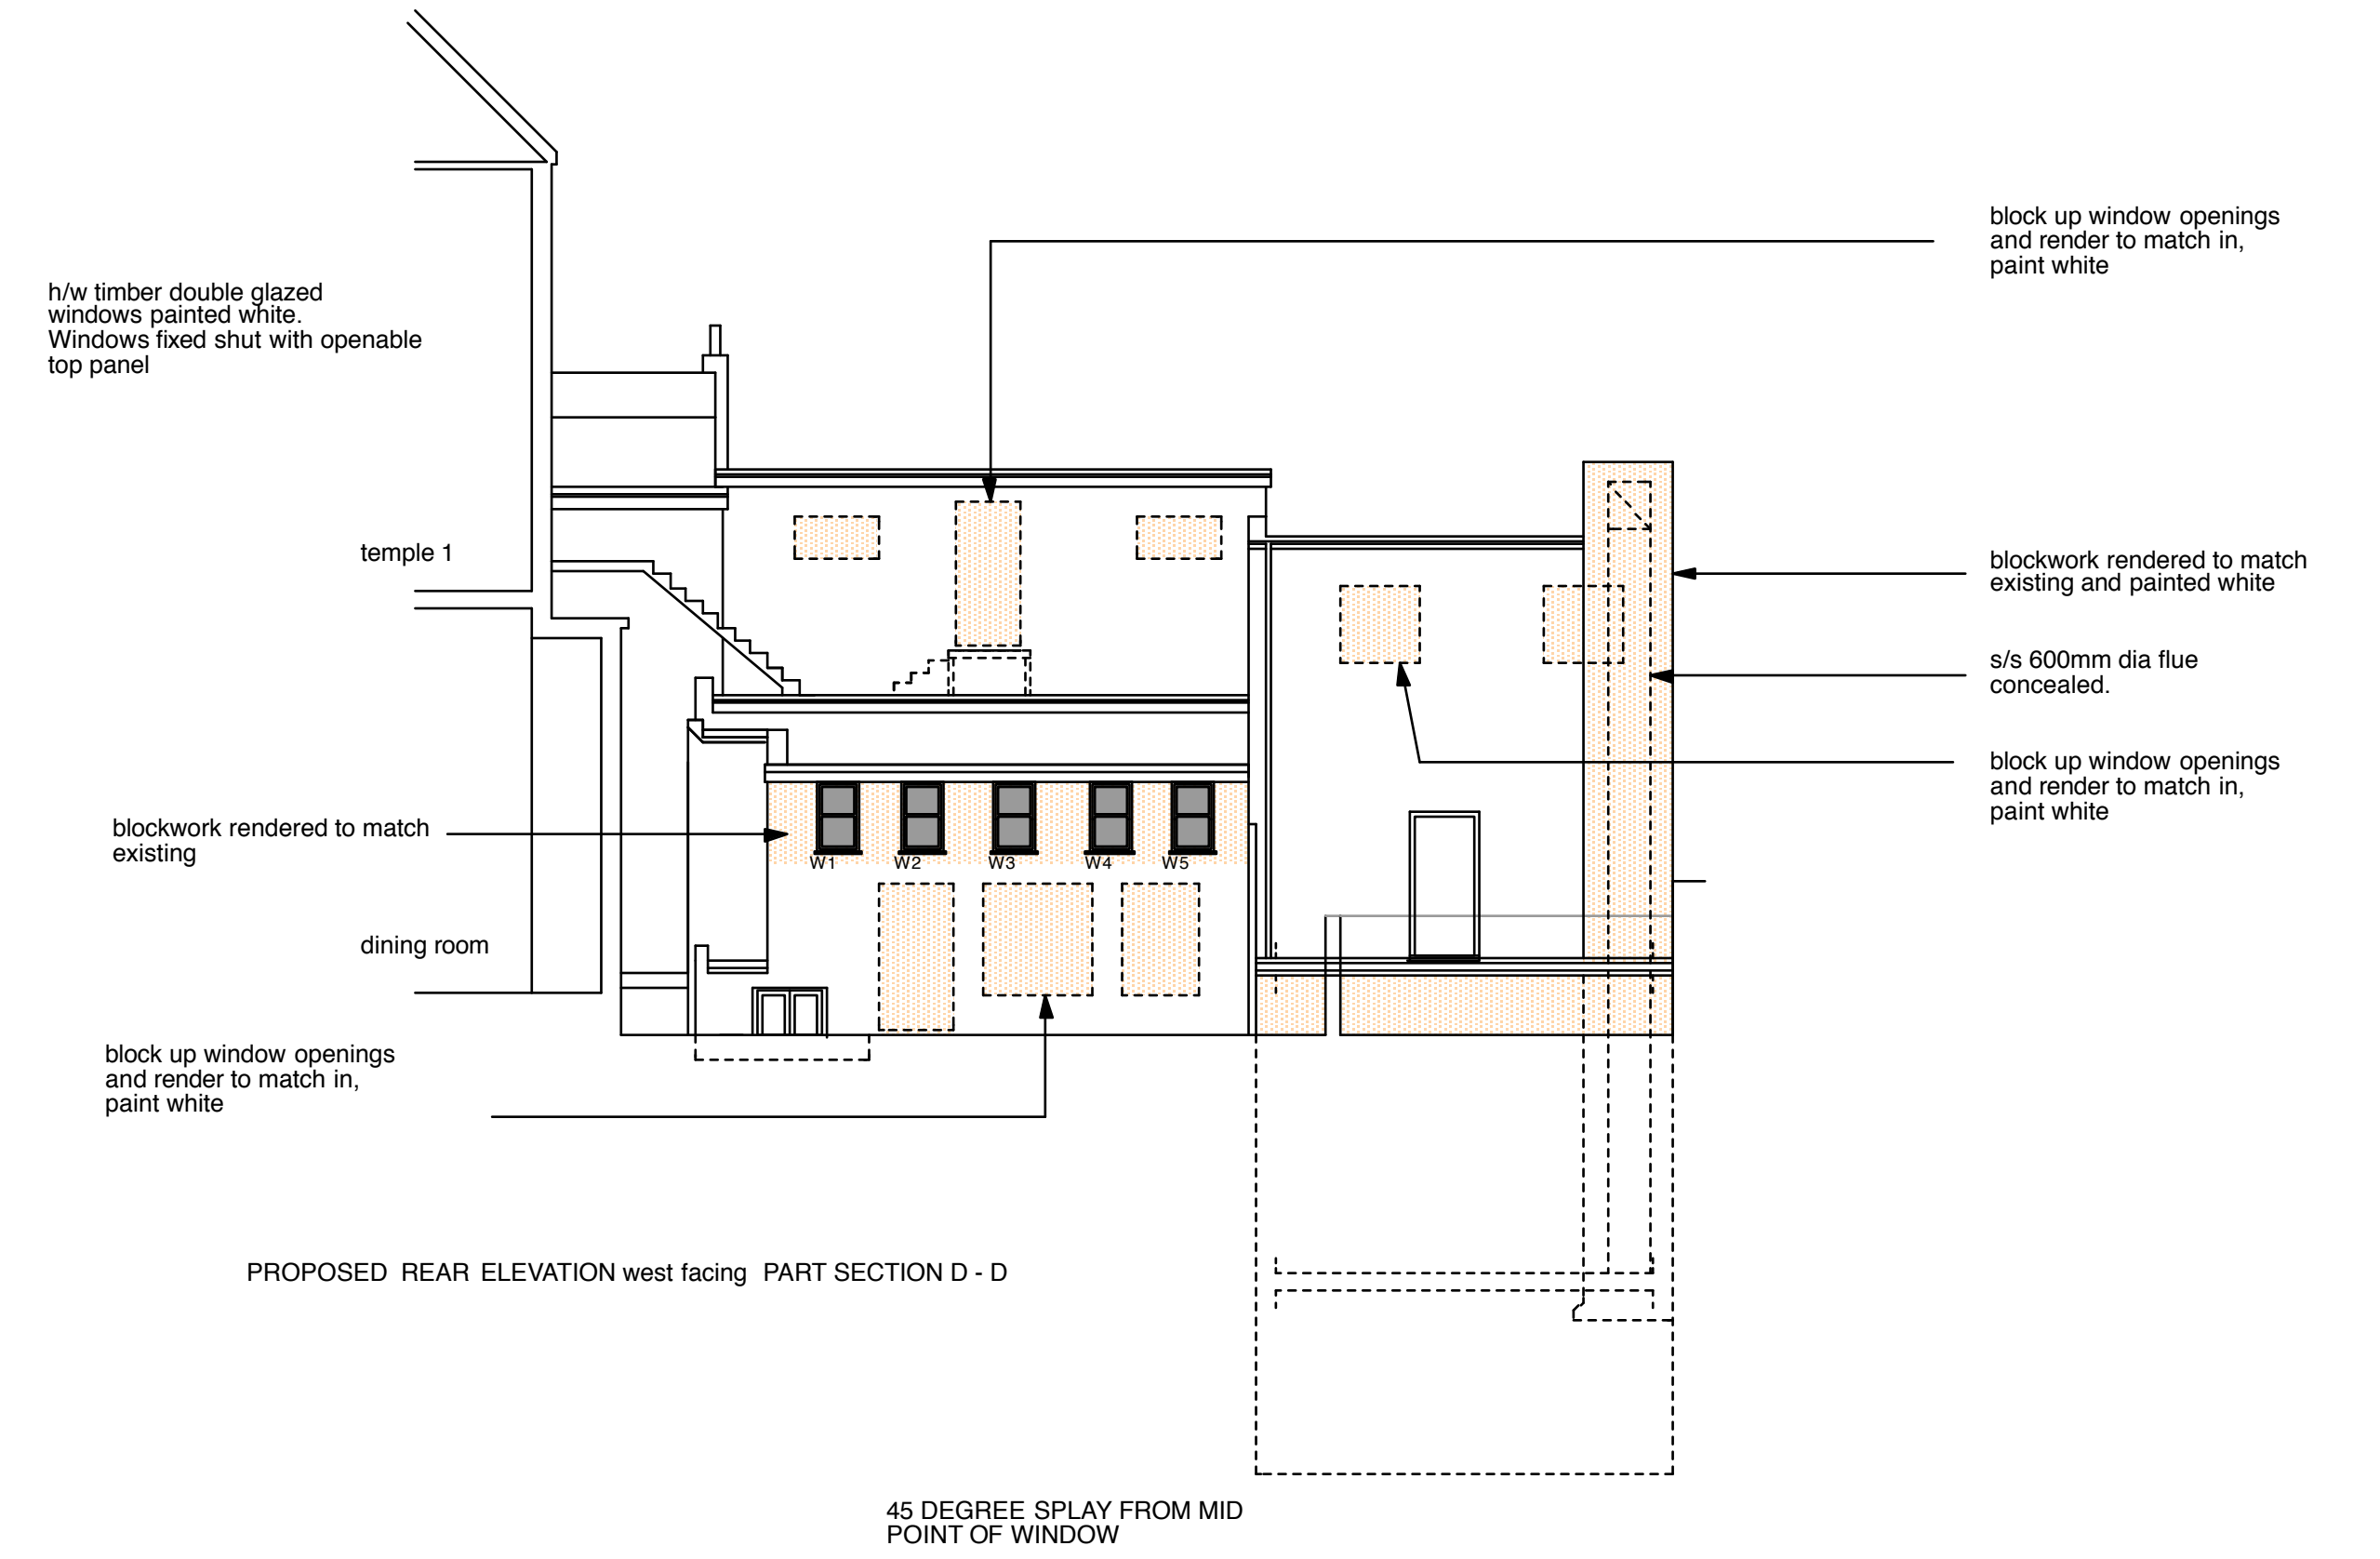 block up window openings
and render to match in,
paint white
h/w timber double glazed
windows painted white.
Windows fixed shut with openable
top panel
temple 1
blockwork rendered to match
existing and painted white
s/s 600mm dia flue
concealed.
block up window openings
and render to match in,
paint white
blockwork rendered to match
existing
W1 W2 W3 W4 W5
dining room
block up window openings
and render to match in,
paint white
PROPOSED REAR ELEVATION west facing PART SECTION D - D
45 DEGREE SPLAY FROM MID
POINT OF WINDOW